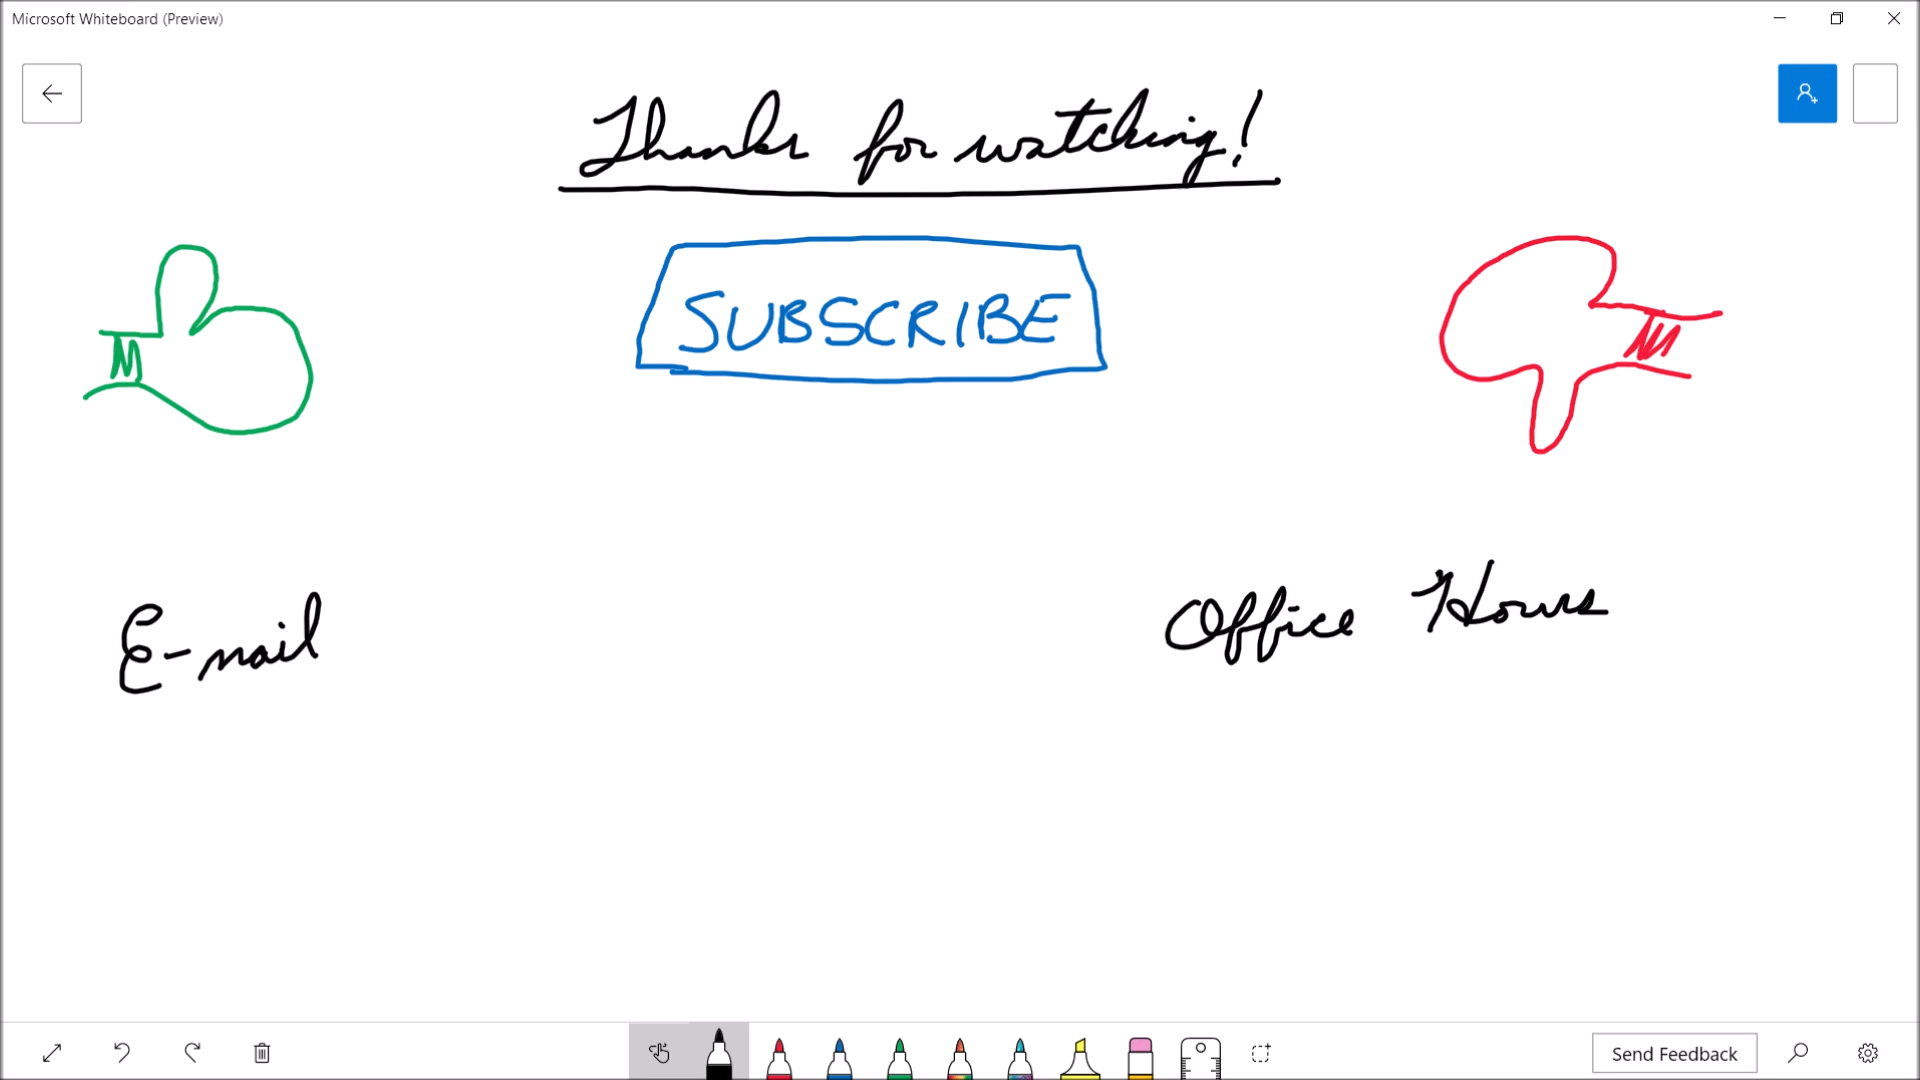 Microsoft Whiteboard (Preview)
Thanks for watching!
SUBSCRIBE
E-mail
Office Hours
Send Feedback